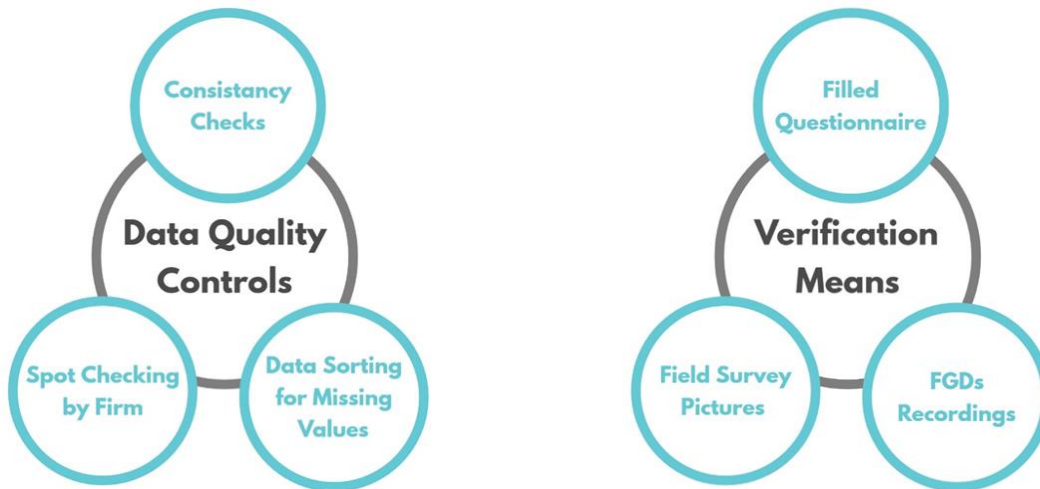 Consistancy
Checks
Data Quality
Controls
Spot Checking
by Firm
Data Sorting
for Missing
Values
Filled
Questionnaire
Verification
Means
Field Survey
Pictures
FGDs
Recordings